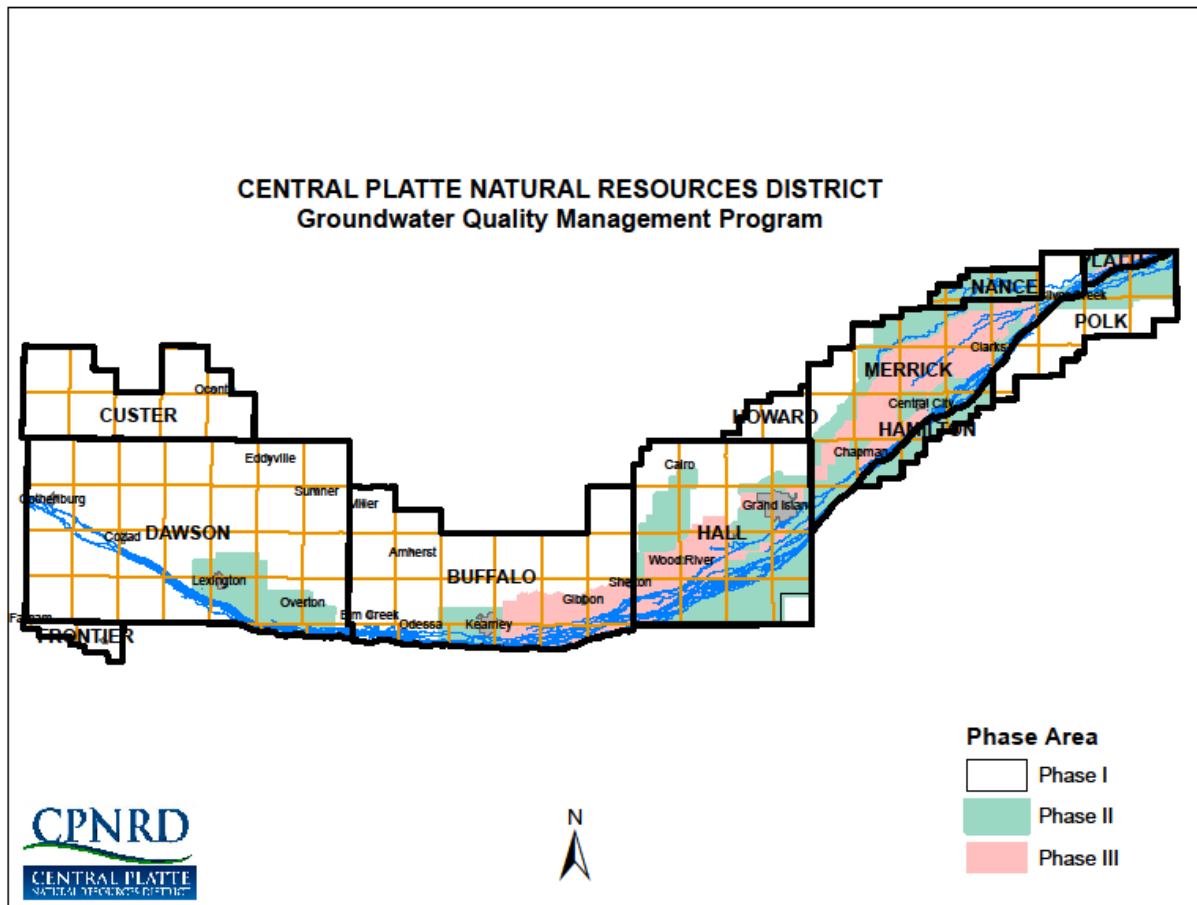 CENTRAL PLATTE NATURAL RESOURCES DISTRICT
Groundwater Quality Management Program
NANCE
POLK
Clarks
MERRICK
Central City
HAMILTON
HOWARD
Chapman
CUSTER
Eddyville
Sumner
Miller
Cairo
Grand Island
Gothenburg
Cozad
DAWSON
Amherst
HALL
Wood River
BUFFALO
Lexington
Shelton
Gibbon
Overton
Elm Creek
Odessa
Kearney
FRONTIER
Phase Area
Phase I
Phase II
Phase III
N
CPNRD
CENTRAL PLATTE
NATURAL RESOURCES DISTRICT